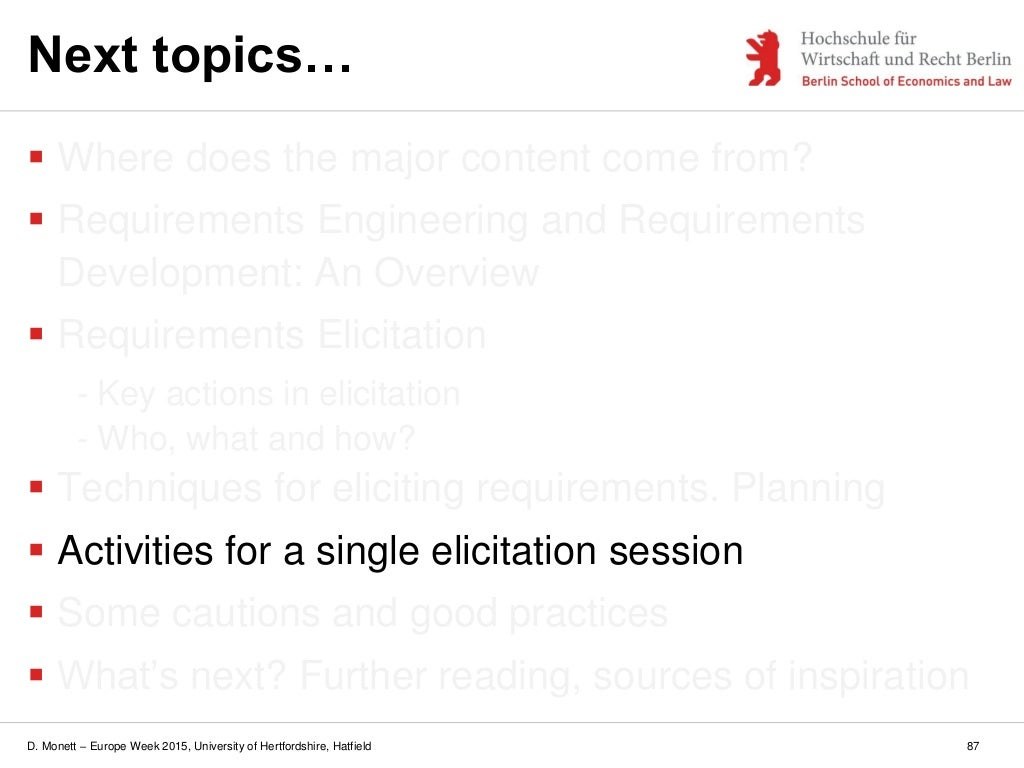 Next topics…
Hochschule für
Wirtschaft und Recht Berlin
Berlin School of Economics and Law
▪ Where does the major content come from?
▪ Requirements Engineering and Requirements
Development: An Overview
▪ Requirements Elicitation
- Key actions in elicitation
- Who, what and how?
▪ Techniques for eliciting requirements. Planning
▪ Activities for a single elicitation session
▪ Some cautions and good practices
▪ What’s next? Further reading, sources of inspiration
D. Monett – Europe Week 2015, University of Hertfordshire, Hatfield
87